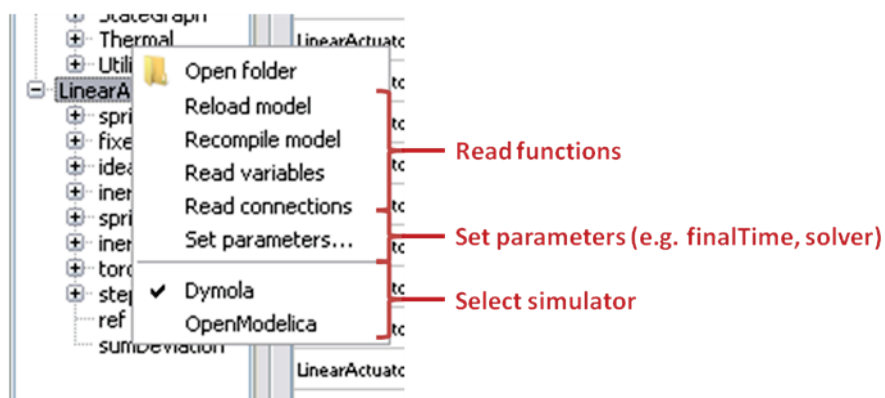 StateGraph
Thermal
LinearActuato
Utili
Open folder
LinearA
Reload model
spri
Recompile model
Read functions
fixe
Read variables
idea
iner
Read connections
spri
Set parameters...
Set parameters (e.g. finalTime, solver)
iner
torc
Dymola
Select simulator
step
OpenModelica
ref
sumDeviation
LinearActuato